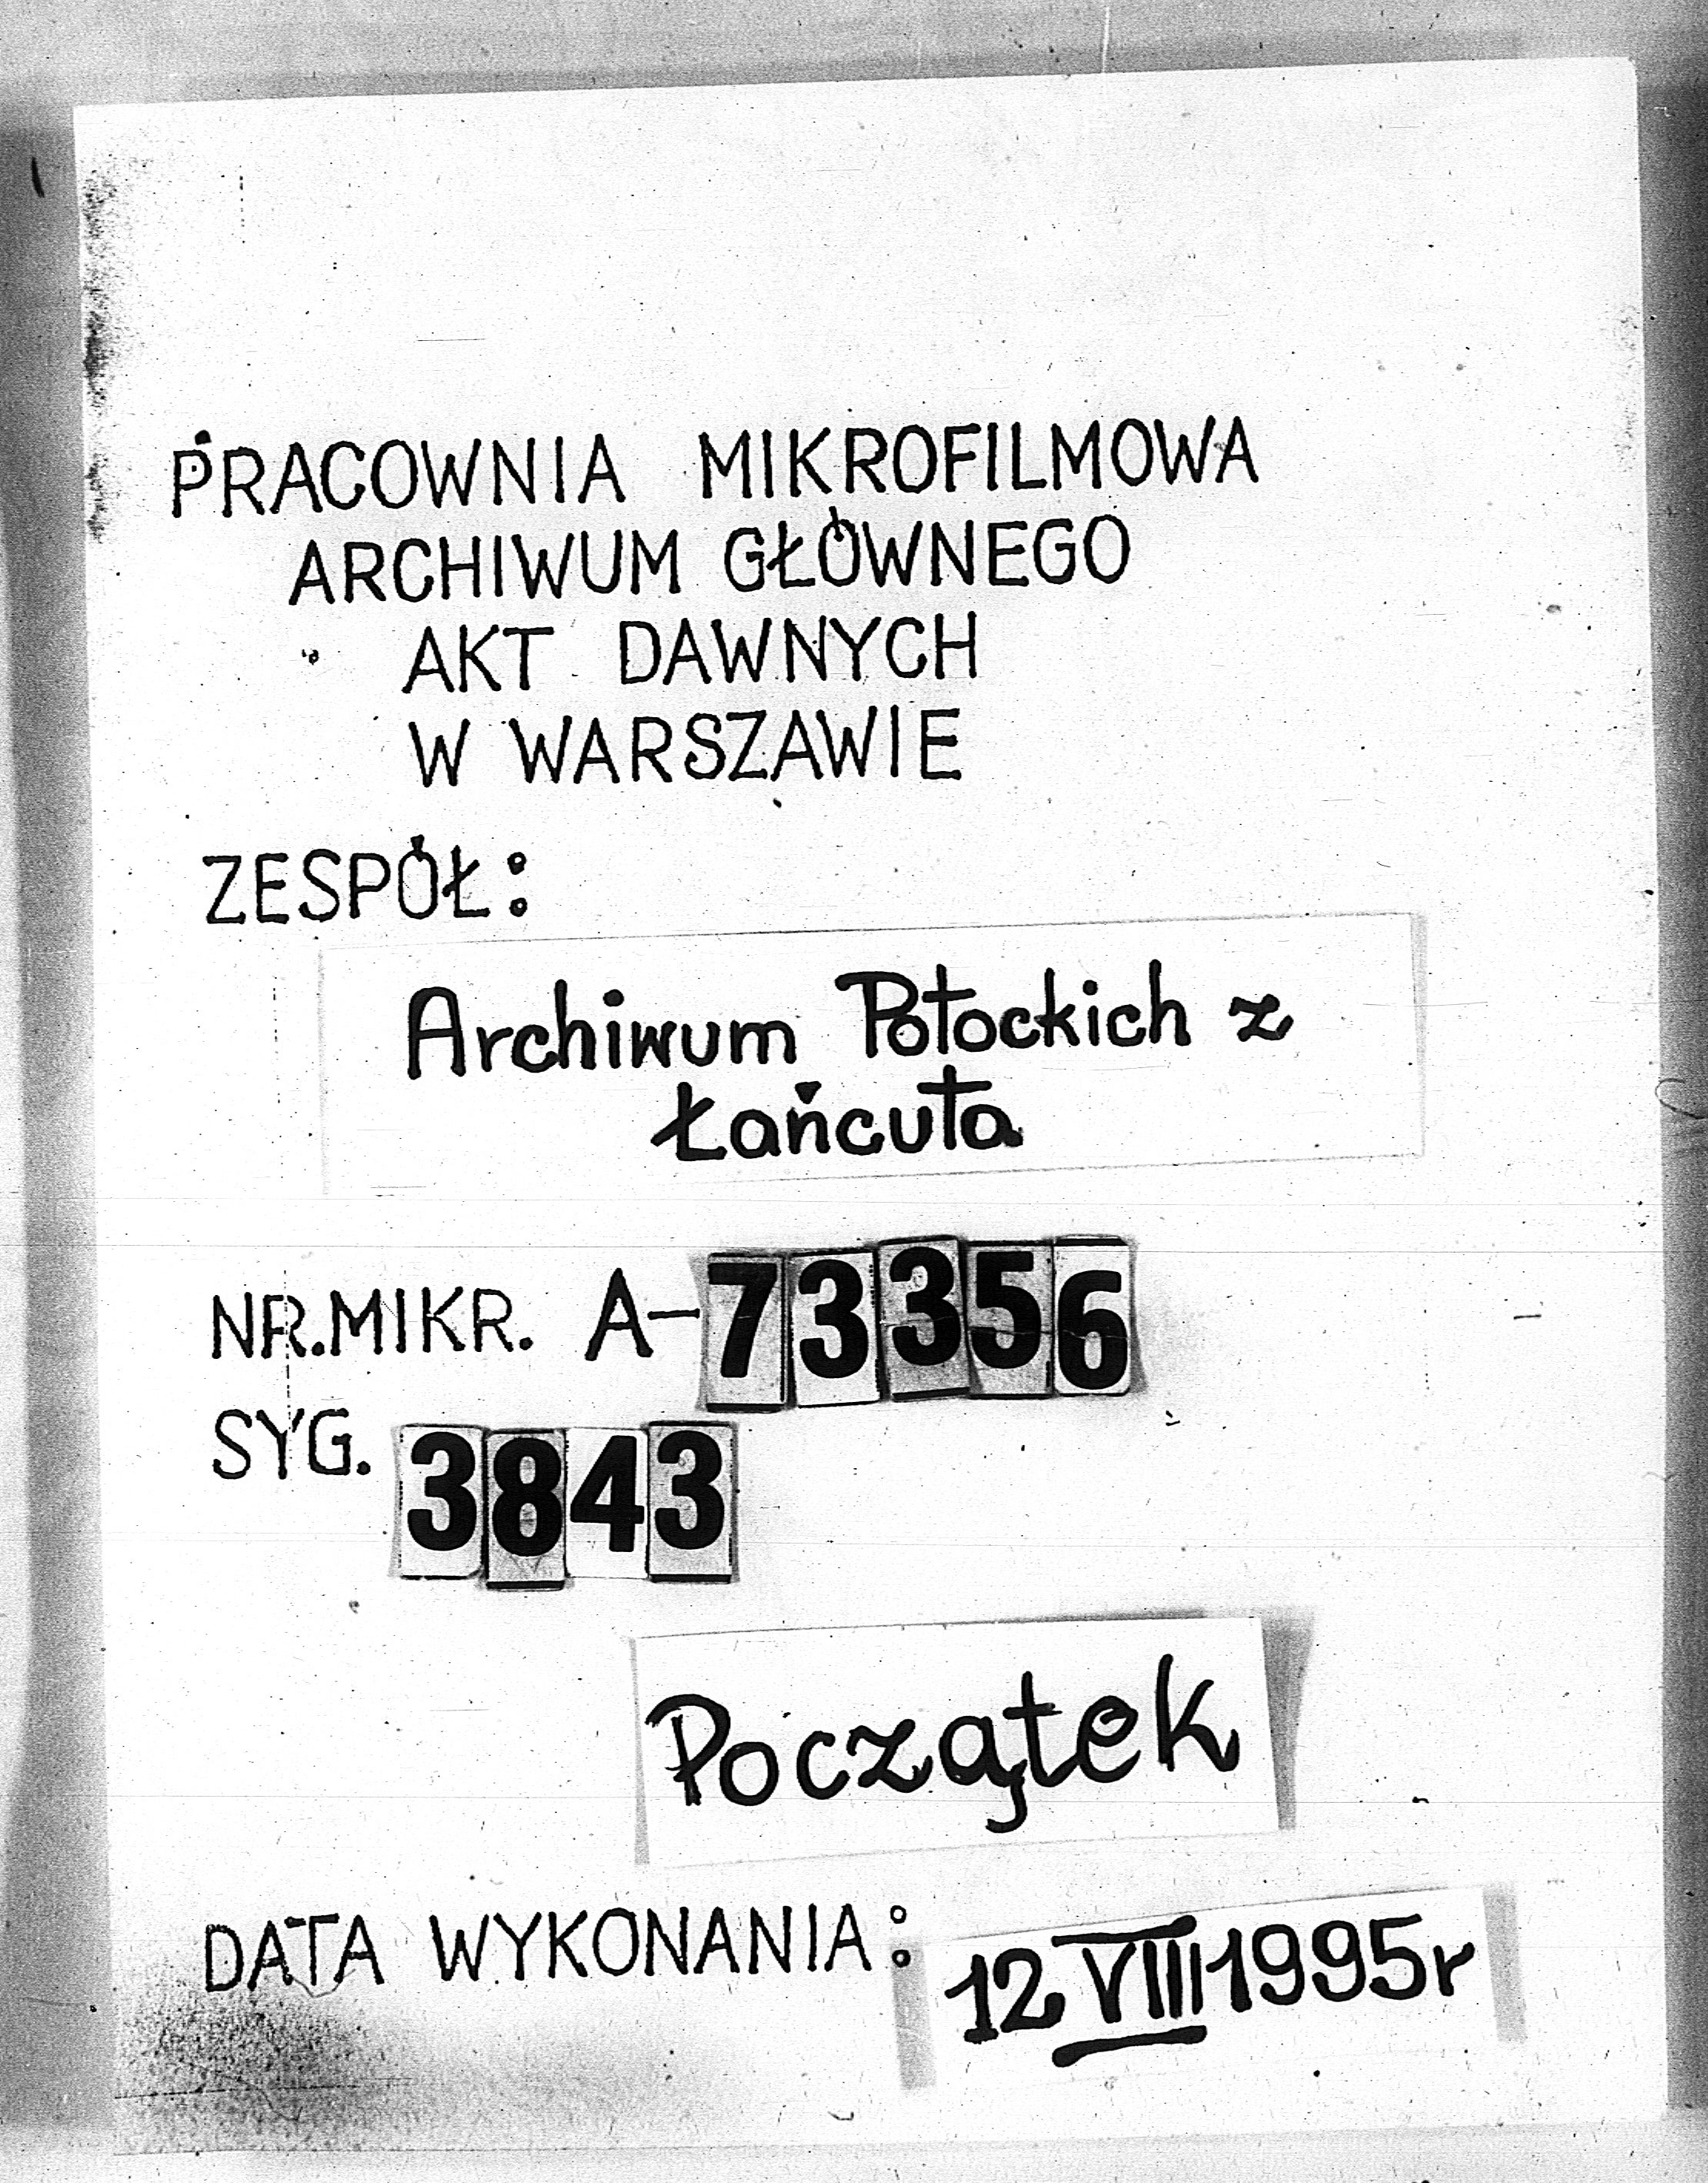 PRACOWNIA MIKROFILMOWA
ARCHIWUM GŁÓWNEGO
AKT DAWNYCH
W WARSZAWIE
ZESPÓŁ:
Archiwum Potockich z
Łańcuta
NR.MIKR. A-73356
SYG. 3843
Początek
DATA WYKONANIA: 12 VIII 1995r